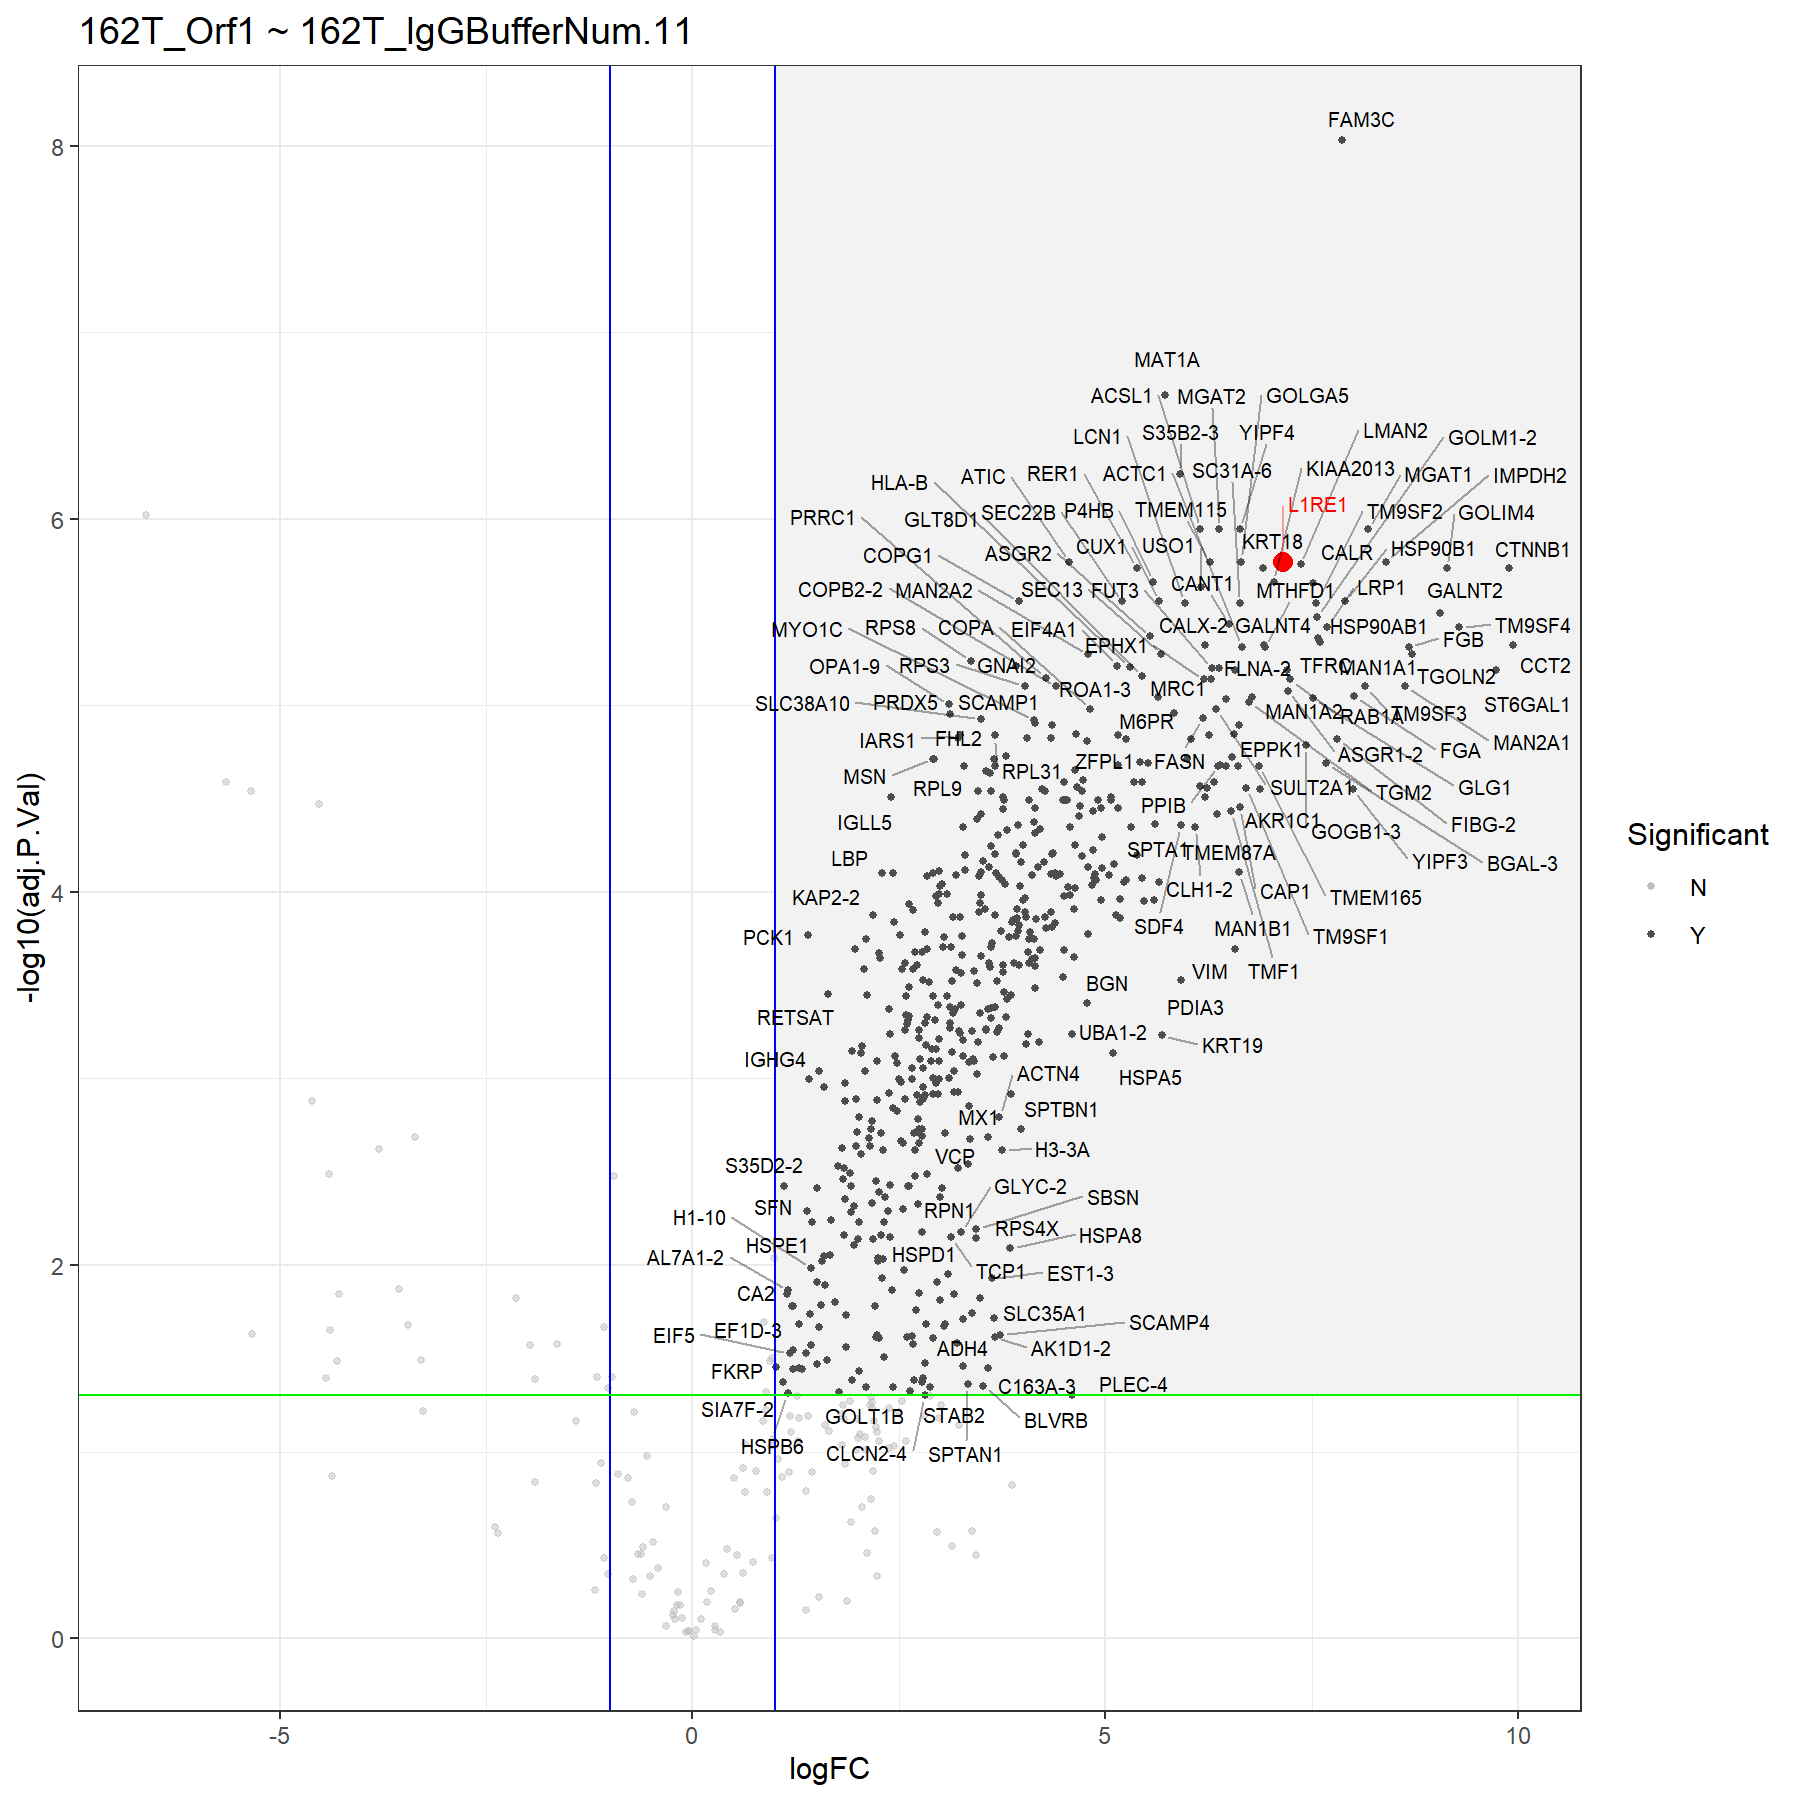 162T_Orf1 ~ 162T_IgGBufferNum.11
FAM3C
8
MAT1A
ACSL1 MGAT2 GOLGA5
LCN1 S35B2-3 YIPF4 LMAN2 GOLM1-2
HLA-B ATIC RER1 ACTC1 SC31A-6 KIAA2013 MGAT1 IMPDH2
PRRC1 GLT8D1 SEC22B P4HB TMEM115 L1RE1 TM9SF2 GOLIM4
6
COPG1 ASGR2 CUX1 USO1 KRT18 CALR HSP90B1 CTNNB1
COPB2-2 MAN2A2 SEC13 FUT3 CANT1 MTHFD1 LRP1 GALNT2
MYO1C RPS8 COPA EIF4A1 CALX-2 GALNT4 HSP90AB1 TM9SF4
EPHX1 FGB
OPA1-9 RPS3 GNAI2 FLNA-2 TFRC MAN1A1 TGOLN2 CCT2
SLC38A10 PRDX5 SCAMP1 ROA1-3 MRC1 ST6GAL1
M6PR MAN1A2 RAB1A TM9SF3
IARS1 FHL2 EPPK1 ASGR1-2 FGA MAN2A1
MSN RPL31 ZFPL1 FASN
RPL9 PPIB SULT2A1 TGM2 GLG1
IGLL5 AKR1C1 GOGB1-3 FIBG-2
LBP SPTA1 TMEM87A YIPF3 BGAL-3
4
KAP2-2 CLH1-2 CAP1 TMEM165
PCK1 SDF4 MAN1B1 TM9SF1
BGN VIM TMF1
RETSAT PDIA3
IGHG4 UBA1-2 KRT19
ACTN4 HSPA5
MX1 SPTBN1
S35D2-2 VCP H3-3A
SFN GLYC-2 SBSN
H1-10 RPN1 RPS4X HSPA8
HSPE1
AL7A1-2 HSPD1 TCP1 EST1-3
2
CA2 SLC35A1 SCAMP4
EIF5 EF1D-3 ADH4 AK1D1-2
FKRP C163A-3 PLEC-4
SIA7F-2 GOLT1B STAB2 BLVRB
HSPB6 CLCN2-4 SPTAN1
0
-5 0 5 10
logFC
-log10(adj.P.Val)
Significant
N
Y